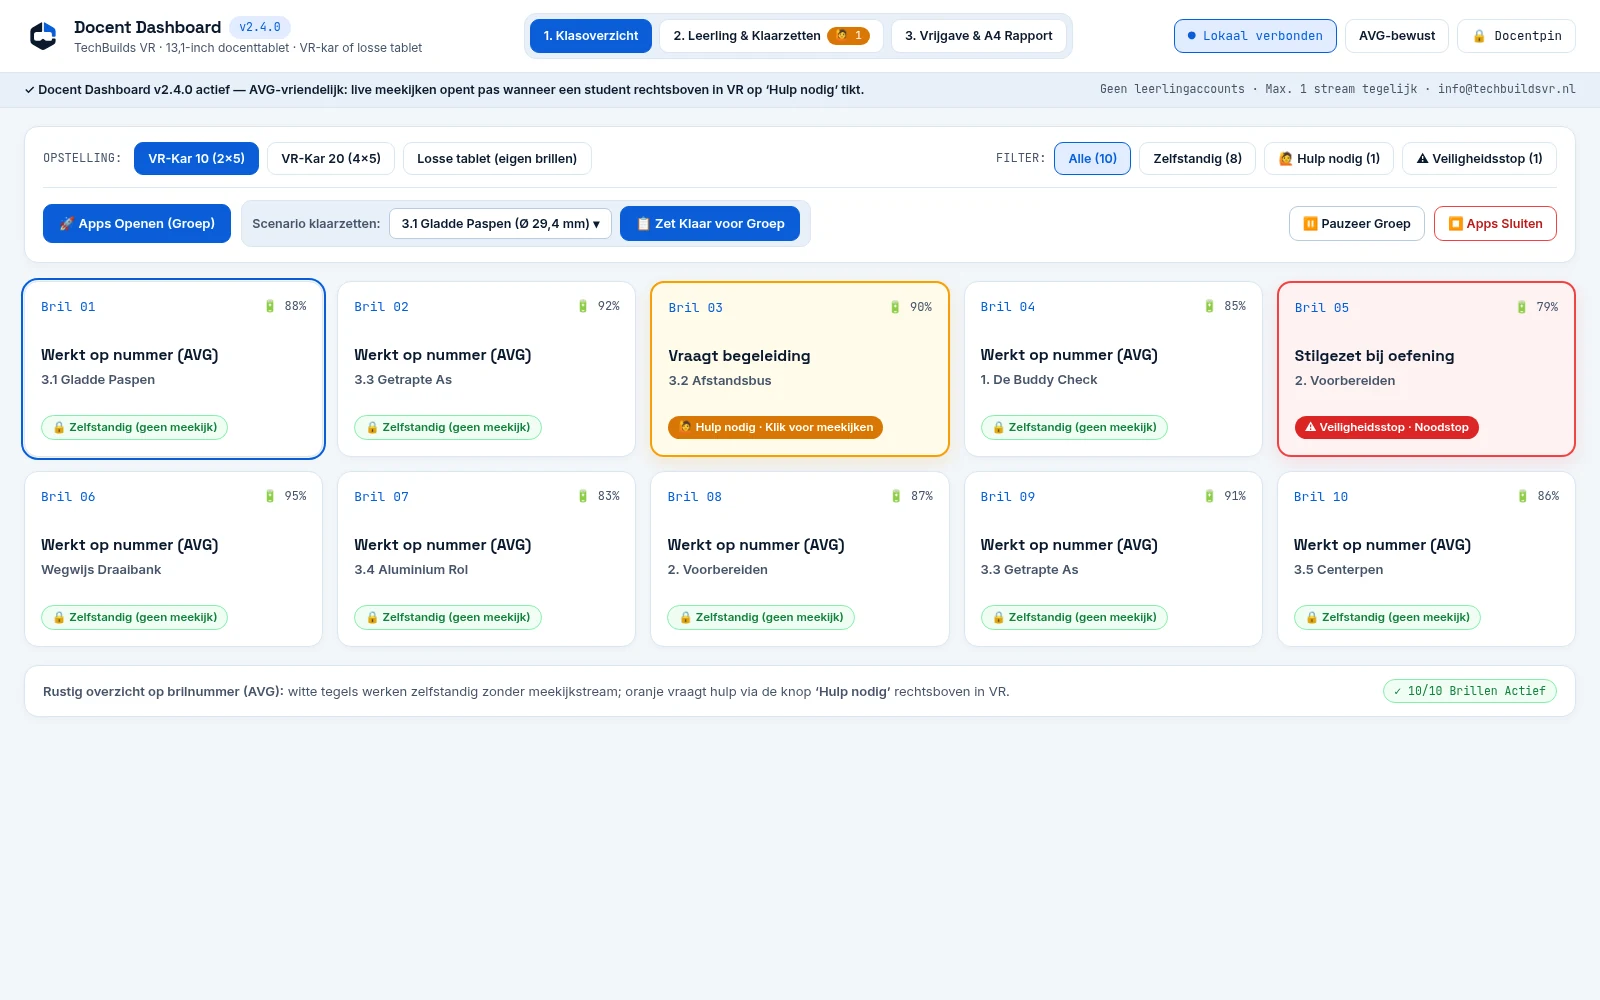 Docent Dashboard v2.4.0
TechBuilds VR · 13,1-inch docenttablet · VR-kar of losse tablet
1. Klasoverzicht
2. Leerling & Klaarzetten 🙋 1
3. Vrijgave & A4 Rapport
● Lokaal verbonden
AVG-bewust
🔒 Docentpin
✓ Docent Dashboard v2.4.0 actief — AVG-vriendelijk: live meekijken opent pas wanneer een student rechtsboven in VR op ‘Hulp nodig’ tikt.
Geen leerlingaccounts · Max. 1 stream tegelijk · info@techbuildsvr.nl
OPSTELLING: VR-Kar 10 (2×5) VR-Kar 20 (4×5) Losse tablet (eigen brillen)
FILTER: Alle (10) Zelfstandig (8) 🙋 Hulp nodig (1) ⚠ Veiligheidsstop (1)
🚀 Apps Openen (Groep)
Scenario klaarzetten: 3.1 Gladde Paspen (Ø 29,4 mm) ▾ 📋 Zet Klaar voor Groep
⏸ Pauzeer Groep
⏹ Apps Sluiten
Bril 01 🔋 88%
Werkt op nummer (AVG)
3.1 Gladde Paspen
🔒 Zelfstandig (geen meekijk)
Bril 02 🔋 92%
Werkt op nummer (AVG)
3.3 Getrapte As
🔒 Zelfstandig (geen meekijk)
Bril 03 🔋 90%
Vraagt begeleiding
3.2 Afstandsbus
🙋 Hulp nodig · Klik voor meekijken
Bril 04 🔋 85%
Werkt op nummer (AVG)
1. De Buddy Check
🔒 Zelfstandig (geen meekijk)
Bril 05 🔋 79%
Stilgezet bij oefening
2. Voorbereiden
⚠ Veiligheidsstop · Noodstop
Bril 06 🔋 95%
Werkt op nummer (AVG)
Wegwijs Draaibank
🔒 Zelfstandig (geen meekijk)
Bril 07 🔋 83%
Werkt op nummer (AVG)
3.4 Aluminium Rol
🔒 Zelfstandig (geen meekijk)
Bril 08 🔋 87%
Werkt op nummer (AVG)
2. Voorbereiden
🔒 Zelfstandig (geen meekijk)
Bril 09 🔋 91%
Werkt op nummer (AVG)
3.3 Getrapte As
🔒 Zelfstandig (geen meekijk)
Bril 10 🔋 86%
Werkt op nummer (AVG)
3.5 Centerpen
🔒 Zelfstandig (geen meekijk)
Rustig overzicht op brilnummer (AVG): witte tegels werken zelfstandig zonder meekijkstream; oranje vraagt hulp via de knop ‘Hulp nodig’ rechtsboven in VR.
✓ 10/10 Brillen Actief